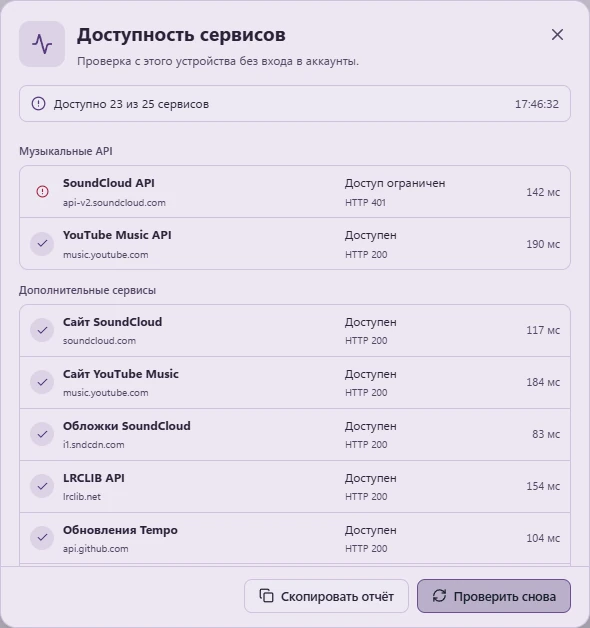 Доступность сервисов
Проверка с этого устройства без входа в аккаунты.
Доступно 23 из 25 сервисов 17:46:32
Музыкальные API
SoundCloud API Доступ ограничен 142 мс
api-v2.soundcloud.com HTTP 401
YouTube Music API Доступен 190 мс
music.youtube.com HTTP 200
Дополнительные сервисы
Сайт SoundCloud Доступен 117 мс
soundcloud.com HTTP 200
Сайт YouTube Music Доступен 184 мс
music.youtube.com HTTP 200
Обложки SoundCloud Доступен 83 мс
i1.sndcdn.com HTTP 200
LRCLIB API Доступен 154 мс
lrclib.net HTTP 200
Обновления Tempo Доступен 104 мс
api.github.com HTTP 200
Скопировать отчёт Проверить снова